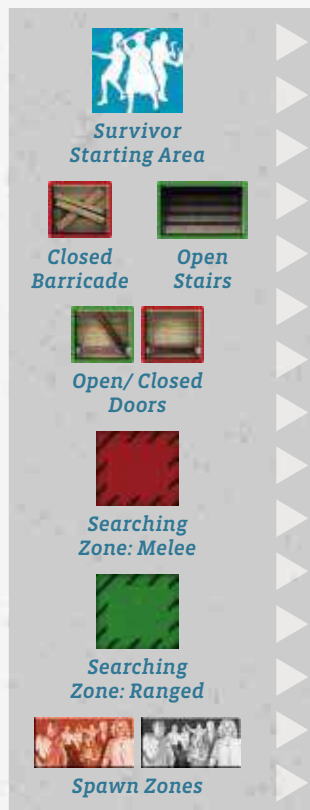 Survivor
Starting Area
Closed
Barricade
Open
Stairs
Open/ Closed
Doors
Searching
Zone: Melee
Searching
Zone: Ranged
Spawn Zones